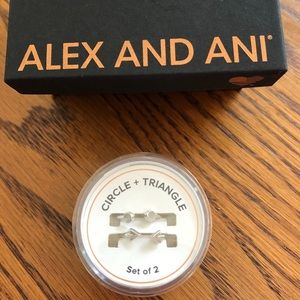 ALEX AND ANI®
CIRCLE + TRIANGLE
Set of 2